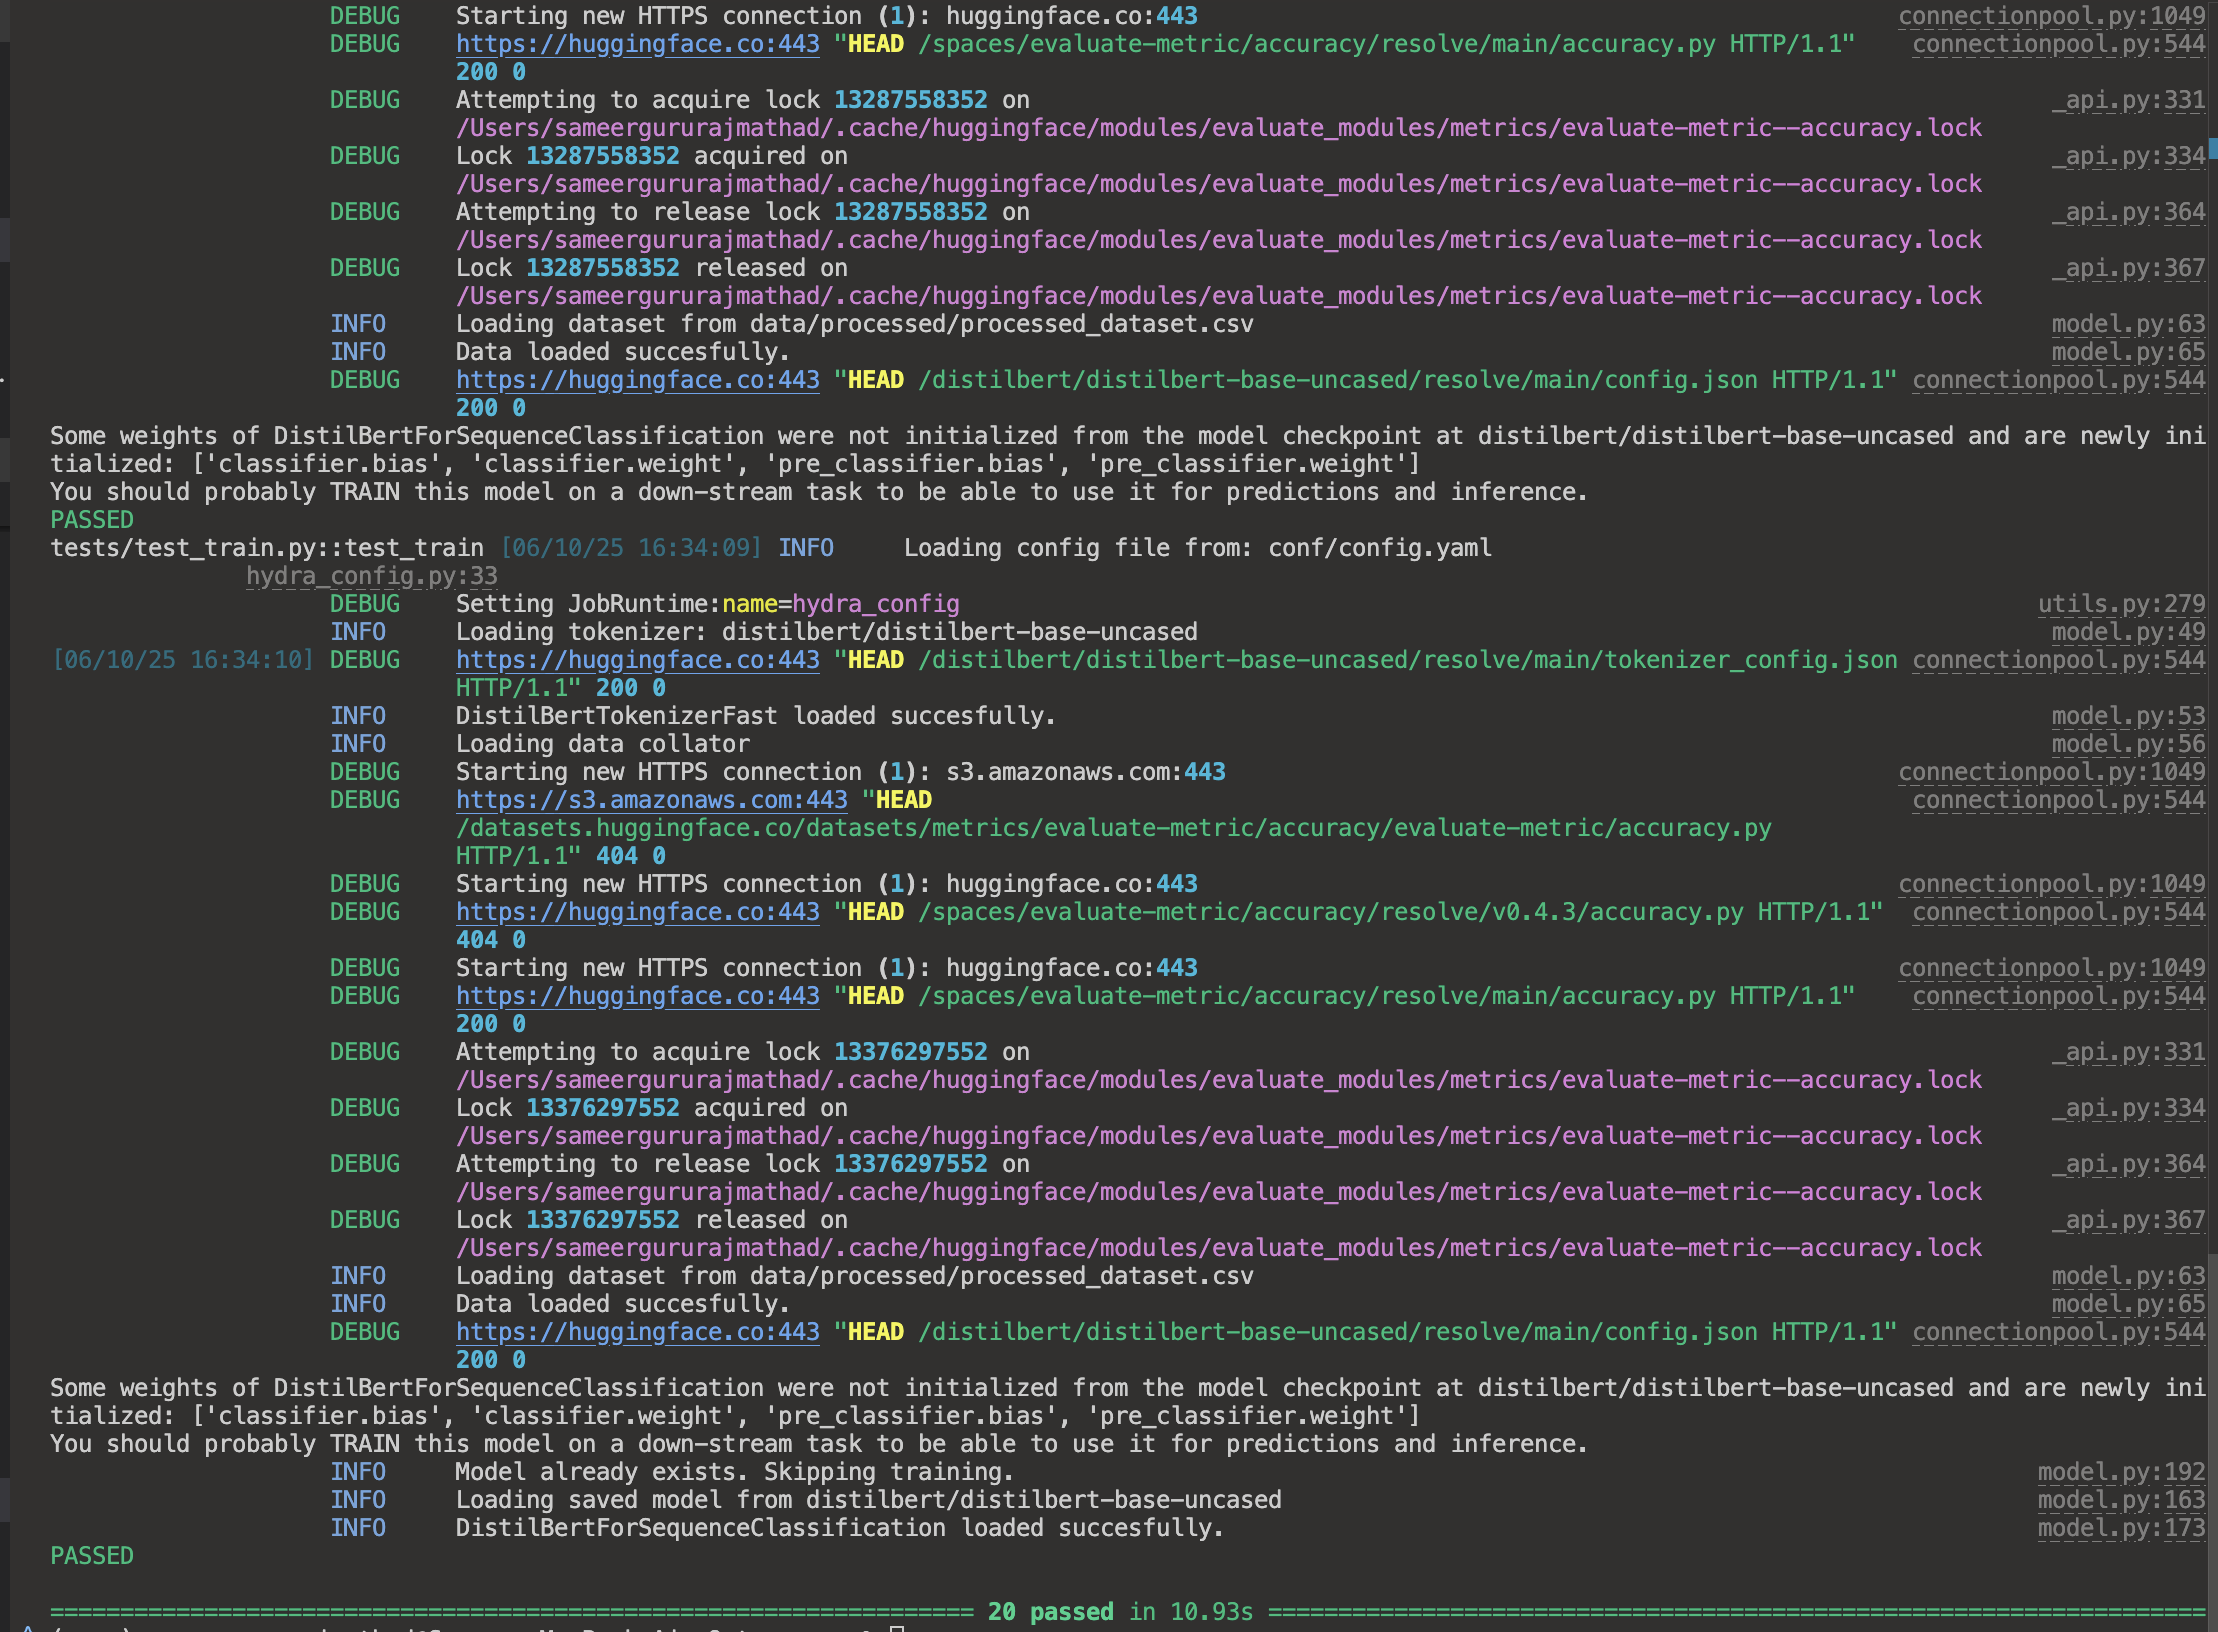 DEBUG Starting new HTTPS connection (1): huggingface.co:443 connectionpool.py:1049
DEBUG https://huggingface.co:443 "HEAD /spaces/evaluate-metric/accuracy/resolve/main/accuracy.py HTTP/1.1" connectionpool.py:544
200 0
DEBUG Attempting to acquire lock 13287558352 on _api.py:331
/Users/sameergururajmathad/.cache/huggingface/modules/evaluate_modules/metrics/evaluate-metric--accuracy.lock
DEBUG Lock 13287558352 acquired on _api.py:334
/Users/sameergururajmathad/.cache/huggingface/modules/evaluate_modules/metrics/evaluate-metric--accuracy.lock
DEBUG Attempting to release lock 13287558352 on _api.py:364
/Users/sameergururajmathad/.cache/huggingface/modules/evaluate_modules/metrics/evaluate-metric--accuracy.lock
DEBUG Lock 13287558352 released on _api.py:367
/Users/sameergururajmathad/.cache/huggingface/modules/evaluate_modules/metrics/evaluate-metric--accuracy.lock
INFO Loading dataset from data/processed/processed_dataset.csv model.py:63
INFO Data loaded succesfully. model.py:65
DEBUG https://huggingface.co:443 "HEAD /distilbert/distilbert-base-uncased/resolve/main/config.json HTTP/1.1" connectionpool.py:544
200 0
Some weights of DistilBertForSequenceClassification were not initialized from the model checkpoint at distilbert/distilbert-base-uncased and are newly ini
tialized: ['classifier.bias', 'classifier.weight', 'pre_classifier.bias', 'pre_classifier.weight']
You should probably TRAIN this model on a down-stream task to be able to use it for predictions and inference.
PASSED
tests/test_train.py::test_train [06/10/25 16:34:09] INFO Loading config file from: conf/config.yaml
hydra_config.py:33
DEBUG Setting JobRuntime:name=hydra_config utils.py:279
INFO Loading tokenizer: distilbert/distilbert-base-uncased model.py:49
[06/10/25 16:34:10] DEBUG https://huggingface.co:443 "HEAD /distilbert/distilbert-base-uncased/resolve/main/tokenizer_config.json connectionpool.py:544
HTTP/1.1" 200 0
INFO DistilBertTokenizerFast loaded succesfully. model.py:53
INFO Loading data collator model.py:56
DEBUG Starting new HTTPS connection (1): s3.amazonaws.com:443 connectionpool.py:1049
DEBUG https://s3.amazonaws.com:443 "HEAD connectionpool.py:544
/datasets.huggingface.co/datasets/metrics/evaluate-metric/accuracy/evaluate-metric/accuracy.py
HTTP/1.1" 404 0
DEBUG Starting new HTTPS connection (1): huggingface.co:443 connectionpool.py:1049
DEBUG https://huggingface.co:443 "HEAD /spaces/evaluate-metric/accuracy/resolve/v0.4.3/accuracy.py HTTP/1.1" connectionpool.py:544
404 0
DEBUG Starting new HTTPS connection (1): huggingface.co:443 connectionpool.py:1049
DEBUG https://huggingface.co:443 "HEAD /spaces/evaluate-metric/accuracy/resolve/main/accuracy.py HTTP/1.1" connectionpool.py:544
200 0
DEBUG Attempting to acquire lock 13376297552 on _api.py:331
/Users/sameergururajmathad/.cache/huggingface/modules/evaluate_modules/metrics/evaluate-metric--accuracy.lock
DEBUG Lock 13376297552 acquired on _api.py:334
/Users/sameergururajmathad/.cache/huggingface/modules/evaluate_modules/metrics/evaluate-metric--accuracy.lock
DEBUG Attempting to release lock 13376297552 on _api.py:364
/Users/sameergururajmathad/.cache/huggingface/modules/evaluate_modules/metrics/evaluate-metric--accuracy.lock
DEBUG Lock 13376297552 released on _api.py:367
/Users/sameergururajmathad/.cache/huggingface/modules/evaluate_modules/metrics/evaluate-metric--accuracy.lock
INFO Loading dataset from data/processed/processed_dataset.csv model.py:63
INFO Data loaded succesfully. model.py:65
DEBUG https://huggingface.co:443 "HEAD /distilbert/distilbert-base-uncased/resolve/main/config.json HTTP/1.1" connectionpool.py:544
200 0
Some weights of DistilBertForSequenceClassification were not initialized from the model checkpoint at distilbert/distilbert-base-uncased and are newly ini
tialized: ['classifier.bias', 'classifier.weight', 'pre_classifier.bias', 'pre_classifier.weight']
You should probably TRAIN this model on a down-stream task to be able to use it for predictions and inference.
INFO Model already exists. Skipping training. model.py:192
INFO Loading saved model from distilbert/distilbert-base-uncased model.py:163
INFO DistilBertForSequenceClassification loaded succesfully. model.py:173
PASSED
================================================================== 20 passed in 10.93s ===================================================================